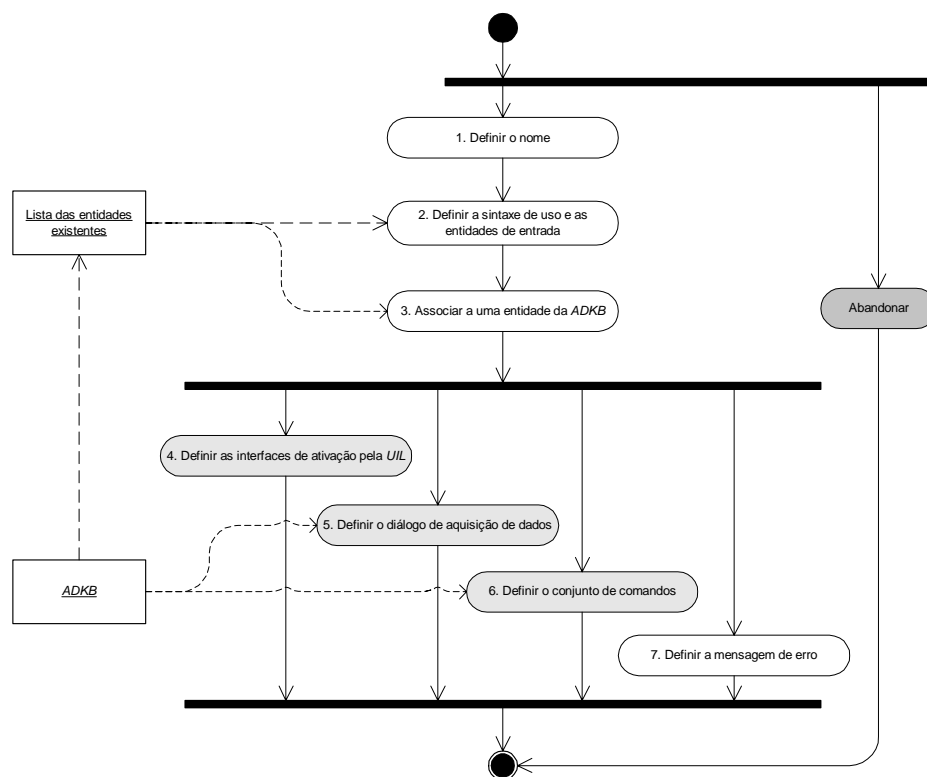 1. Definir o nome
Lista das entidades
existentes
2. Definir a sintaxe de uso e as
entidades de entrada
3. Associar a uma entidade da ADKB
Abandonar
4. Definir as interfaces de ativação pela UIL
5. Definir o diálogo de aquisição de dados
ADKB
6. Definir o conjunto de comandos
7. Definir a mensagem de erro